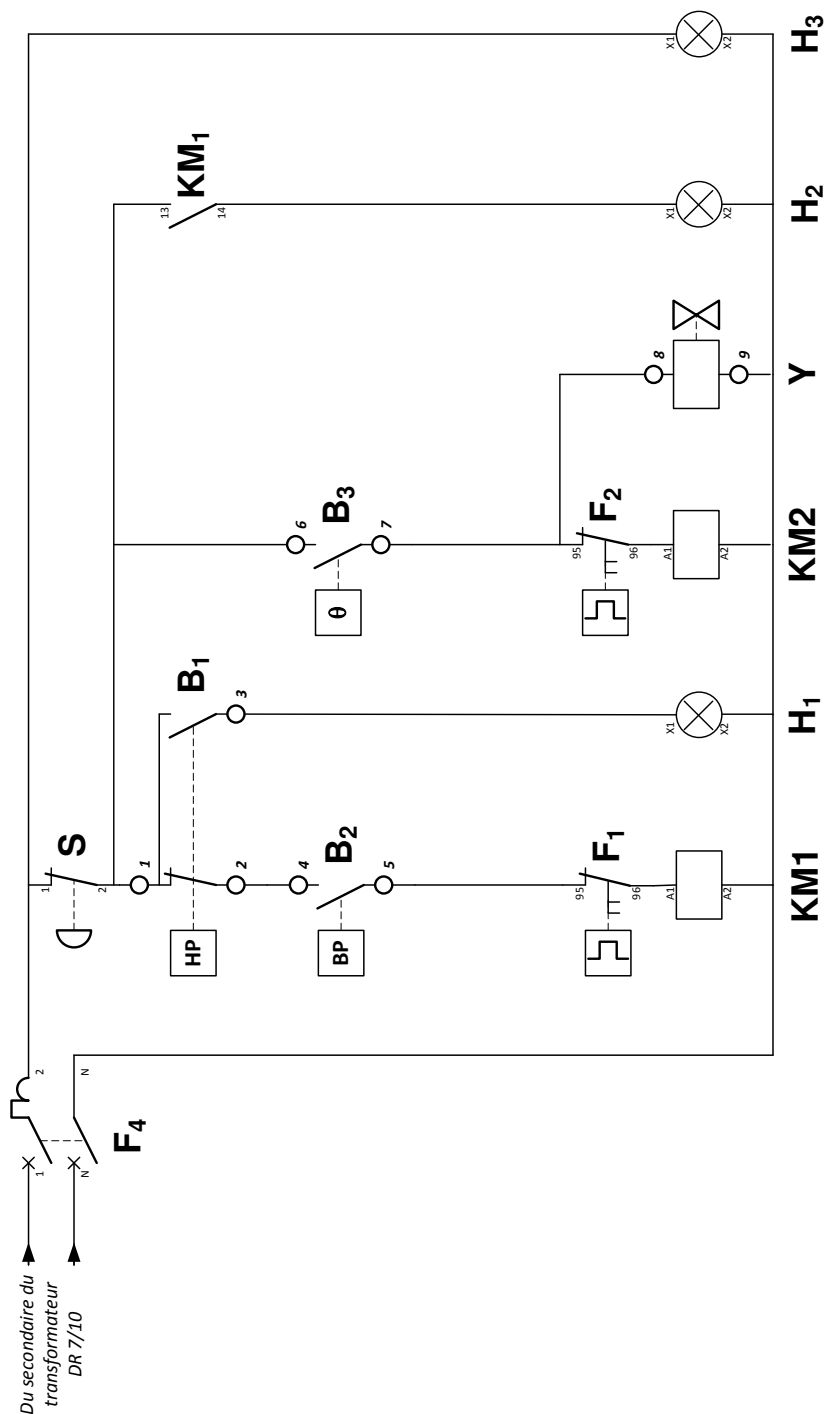 Du secondaire du
transformateur
DR 7/10
1
2
N
N
F4
S
1
2
1
HP
2
4
BP
B2
5
95
96
F1
A1
A2
KM1
B1
3
X1
X2
H1
6
θ
B3
7
95
96
F2
A1
A2
KM2
8
9
Y
13
14
KM1
X1
X2
H2
X1
X2
H3